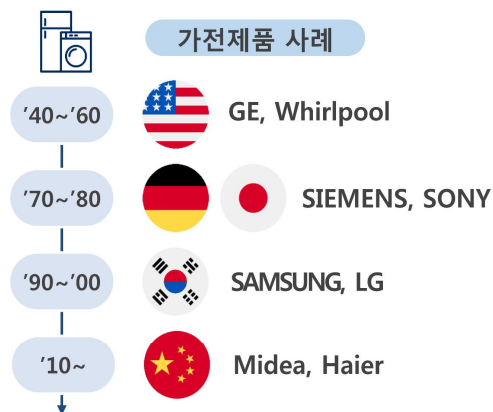 가전제품 사례
’40~’60 GE, Whirlpool
’70~’80 SIEMENS, SONY
’90~’00 SAMSUNG, LG
’10~ Midea, Haier